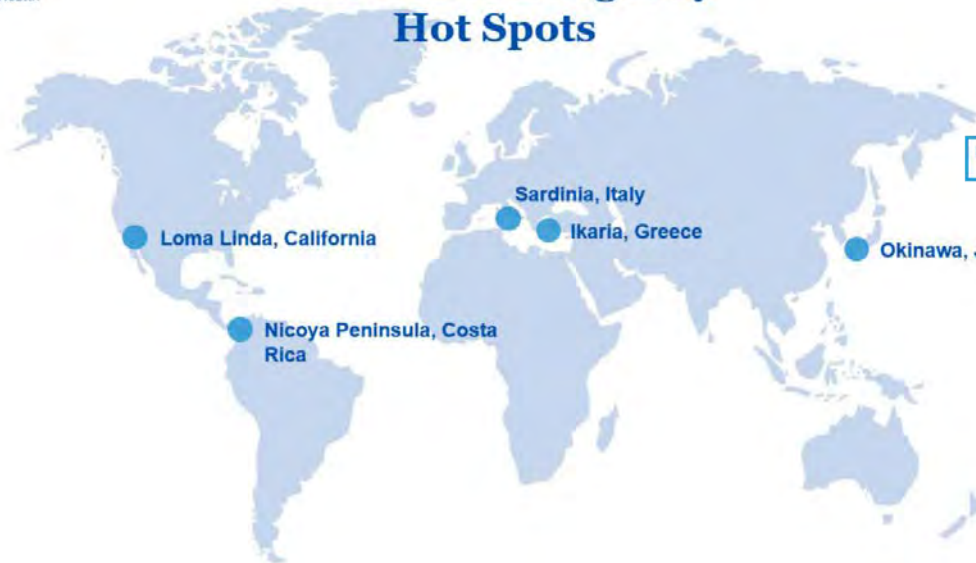 Hot Spots
Sardinia, Italy
Loma Linda, California
Ikaria, Greece
Okinawa,
Nicoya Peninsula, Costa
Rica